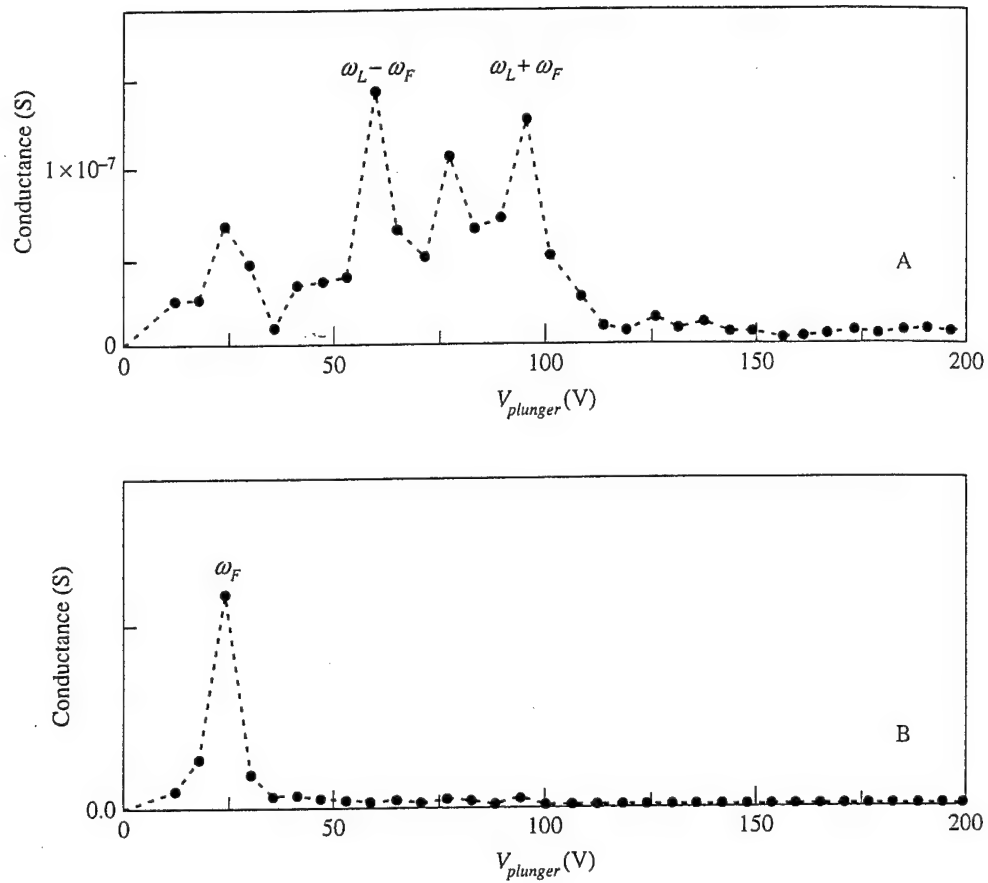 ω_L − ω_F
ω_L + ω_F
Conductance (S)
1 × 10⁻⁷
0
A
0
50
100
150
200
V_plunger (V)
ω_F
Conductance (S)
0.0
B
0
50
100
150
200
V_plunger (V)